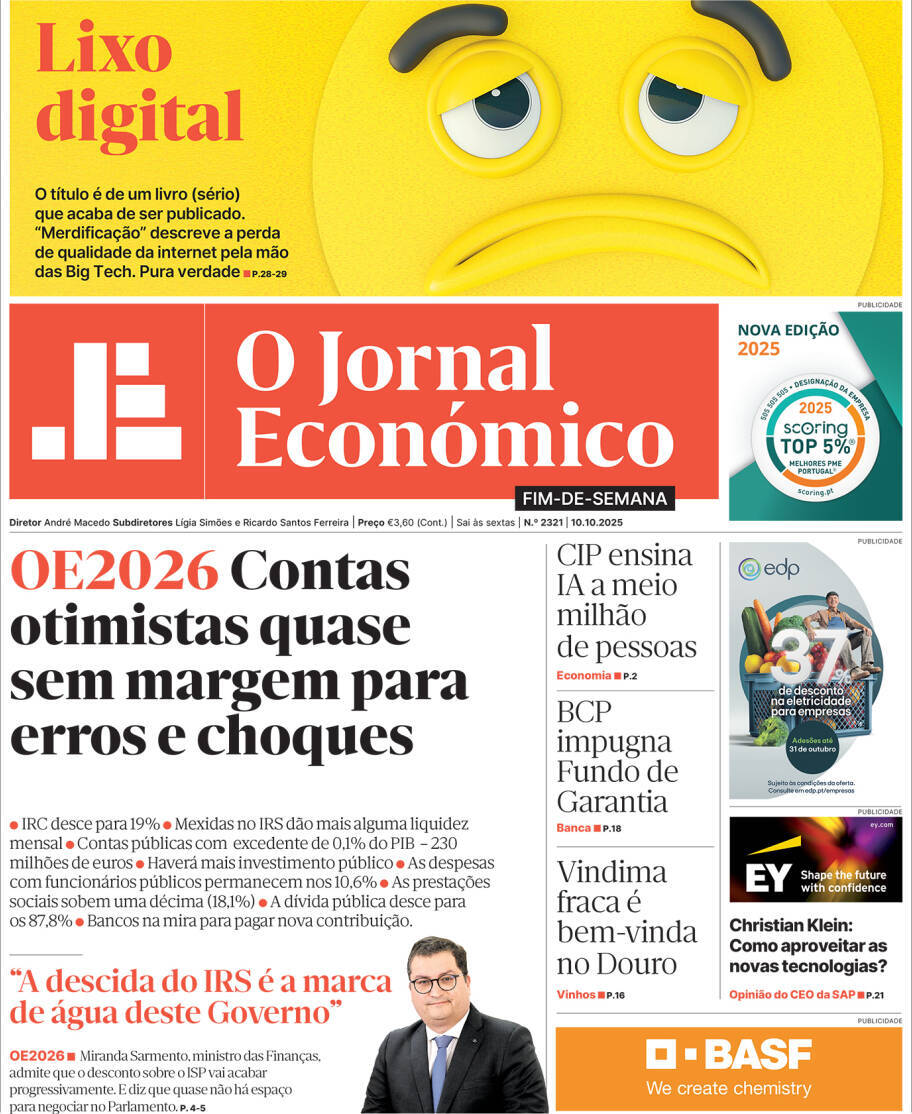 Lixo
digital
O título é de um livro (sério)
que acaba de ser publicado.
“Merdificação” descreve a perda
de qualidade da internet pela mão
das Big Tech. Pura verdade ■ P.28-29
PUBLICIDADE
O Jornal
Económico
FIM-DE-SEMANA
NOVA EDIÇÃO
2025
SOS SOS SOS • DESIGNAÇÃO DA EMPRESA
2025
scoring
TOP 5%®
MELHORES PME
PORTUGAL®
scoring.pt
Diretor André Macedo Subdiretores Lígia Simões e Ricardo Santos Ferreira | Preço €3,60 (Cont.) | Sai às sextas | N.º 2321 | 10.10.2025
OE2026 Contas
otimistas quase
sem margem para
erros e choques
● IRC desce para 19% ● Mexidas no IRS dão mais alguma liquidez
mensal ● Contas públicas com excedente de 0,1% do PIB – 230
milhões de euros ● Haverá mais investimento público ● As despesas
com funcionários públicos permanecem nos 10,6% ● As prestações
sociais sobem uma décima (18,1%) ● A dívida pública desce para
os 87,8% ● Bancos na mira para pagar nova contribuição.
“A descida do IRS é a marca
de água deste Governo”
OE2026 ■ Miranda Sarmento, ministro das Finanças,
admite que o desconto sobre o ISP vai acabar
progressivamente. E diz que quase não há espaço
para negociar no Parlamento. P. 4-5
CIP ensina
IA a meio
milhão
de pessoas
Economia ■ P.2
BCP
impugna
Fundo de
Garantia
Banca ■ P.18
Vindima
fraca é
bem-vinda
no Douro
Vinhos ■ P.16
PUBLICIDADE
edp
37%
de desconto
na eletricidade
para empresas
Adesões até
31 de outubro
Sujeito às condições da oferta.
Consulte em edp.pt/empresas
PUBLICIDADE
ey.com
EY
Shape the future
with confidence
Christian Klein:
Como aproveitar as
novas tecnologias?
Opinião do CEO da SAP ■ P.21
PUBLICIDADE
BASF
We create chemistry